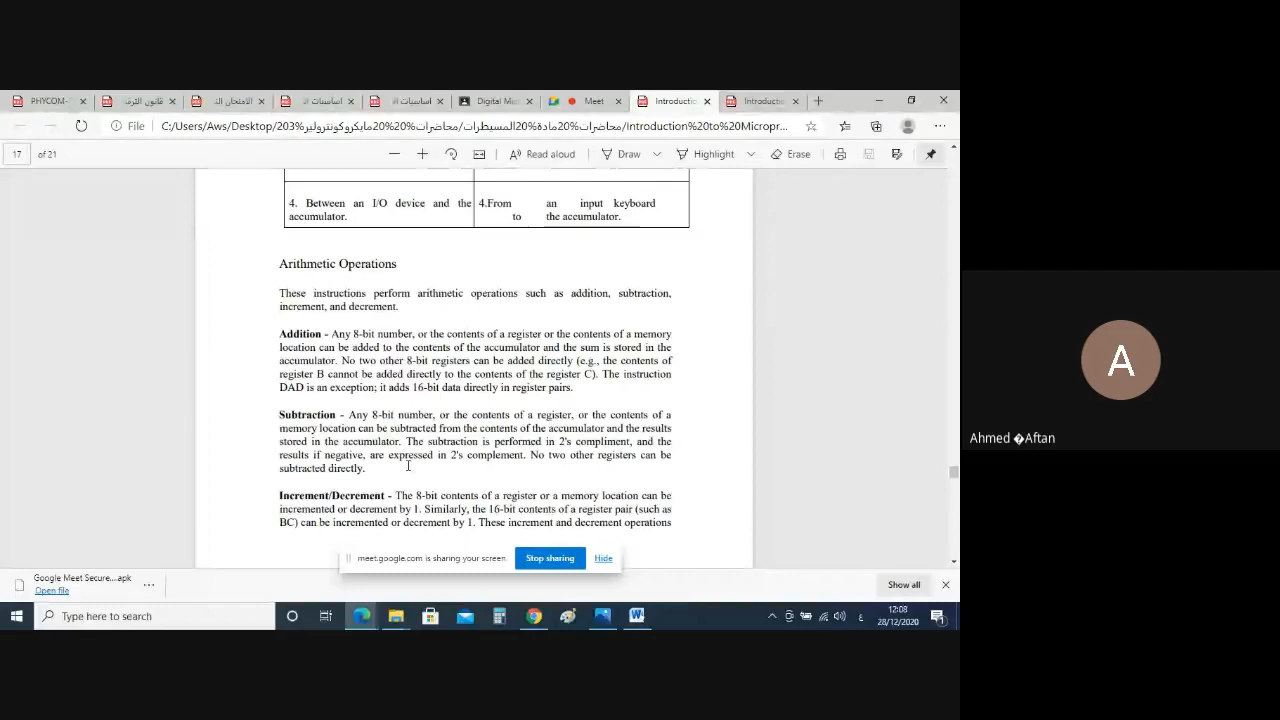 PHYCOM-
قانون الترق
الامتحان الث
اساسيات ا
اساسيات ا
Digital Mic
Meet
Introductio
Introductio
File
C:/Users/Aws/Desktop/203%مايكروكونترولير20%20%محاضرات/المسيطرات20%مادة20%محاضرات/Introduction%20to%20Micropr...
17 of 21
Read aloud
Draw
Highlight
Erase
4. Between an I/O device and the 4.From an input keyboard
accumulator. to the accumulator.
Arithmetic Operations
These instructions perform arithmetic operations such as addition, subtraction,
increment, and decrement.
Addition - Any 8-bit number, or the contents of a register or the contents of a memory
location can be added to the contents of the accumulator and the sum is stored in the
accumulator. No two other 8-bit registers can be added directly (e.g., the contents of
register B cannot be added directly to the contents of the register C). The instruction
DAD is an exception; it adds 16-bit data directly in register pairs.
Subtraction - Any 8-bit number, or the contents of a register, or the contents of a
memory location can be subtracted from the contents of the accumulator and the results
stored in the accumulator. The subtraction is performed in 2's compliment, and the
results if negative, are expressed in 2's complement. No two other registers can be
subtracted directly.
Increment/Decrement - The 8-bit contents of a register or a memory location can be
incremented or decrement by 1. Similarly, the 16-bit contents of a register pair (such as
BC) can be incremented or decrement by 1. These increment and decrement operations
meet.google.com is sharing your screen.
Stop sharing
Hide
Google Meet Secure....apk
Open file
Show all
Type here to search
ع
12:08
28/12/2020
A
Ahmed �Aftan